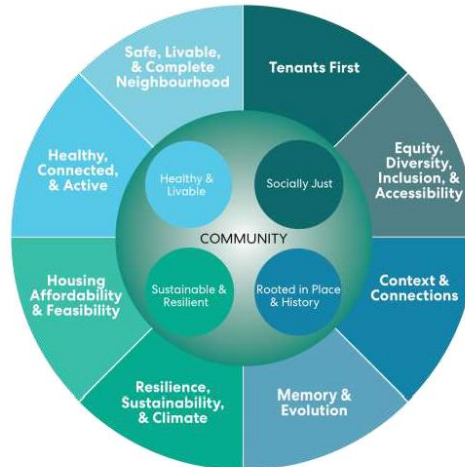 Safe, Livable,
& Complete
Neighbourhood
Tenants First
Equity,
Diversity,
Inclusion, &
Accessibility
Context &
Connections
Memory &
Evolution
Resilience,
Sustainability,
& Climate
Housing
Affordability
& Feasibility
Healthy,
Connected,
& Active
Healthy &
Livable
Socially Just
COMMUNITY
Sustainable &
Resilient
Rooted in Place
& History